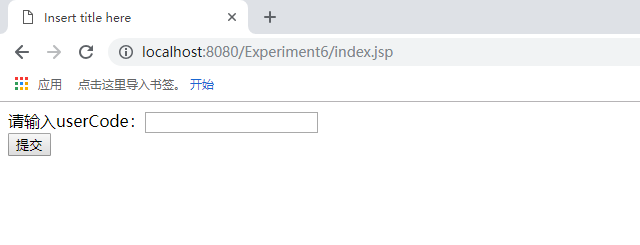 Insert title here
localhost:8080/Experiment6/index.jsp
应用 点击这里导入书签。 开始
请输入userCode：
提交